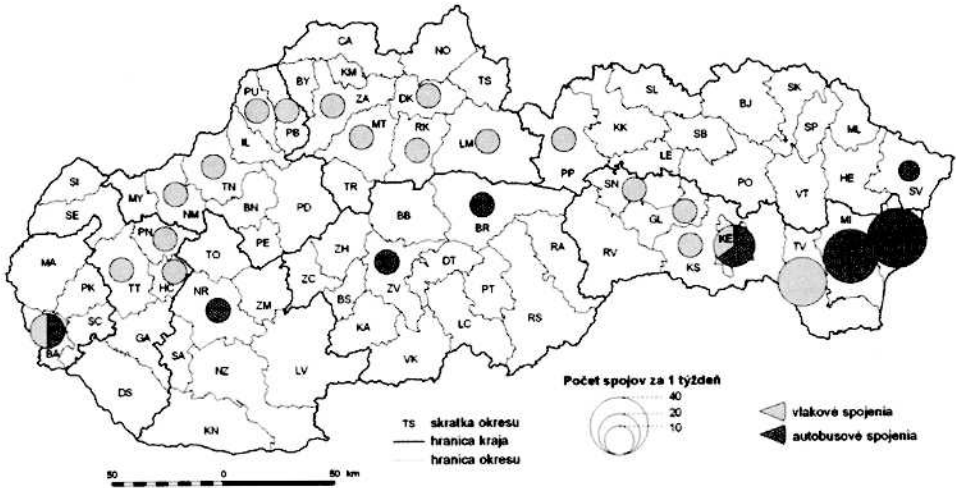 CA NO
BY KM TS
PU ZA DK
SL SK
BJ
IL PB MT RK LM KK SP ML
SB
PP LE HE
SI MY TN TR SN PO VT SV
SE NM BN PD BB BR GL MI
PN PE KE
MA TO ZH RA RV TV
HC DT KS
PK TT ZC ZV
NR ZM BS PT
SC KA LC RS
BA GA SA
NZ LV VK
DS
KN
Počet spojov za 1 týždeň
40
20
10
TS skratka okresu
hranica kraja
hranica okresu
vlakové spojenia
autobusové spojenia
50 0 50 km